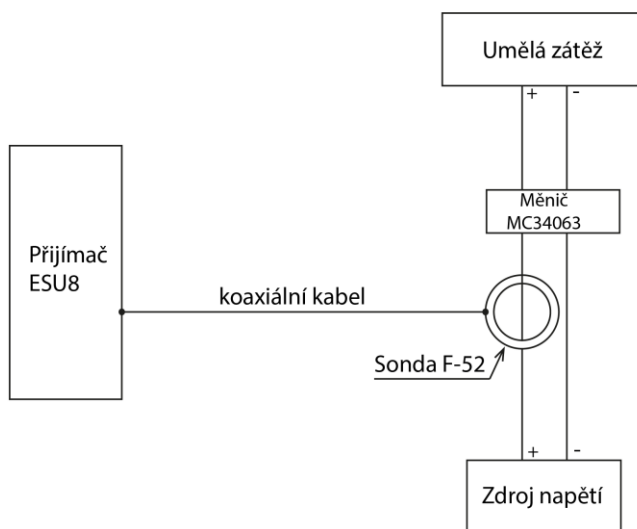 Umělá zátěž
+ -
Měnič
MC34063
Přijímač
ESU8
koaxiální kabel
Sonda F-52
+ -
Zdroj napětí